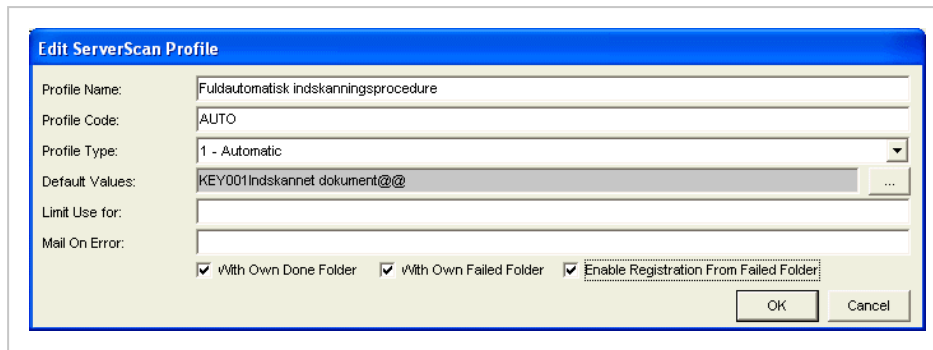 Edit ServerScan Profile
Profile Name: Fuldautomatisk indskanningsprocedure
Profile Code: AUTO
Profile Type: 1 - Automatic
Default Values: KEY001Indskannet dokument@@ ...
Limit Use for:
Mail On Error:
With Own Done Folder With Own Failed Folder Enable Registration From Failed Folder
OK Cancel